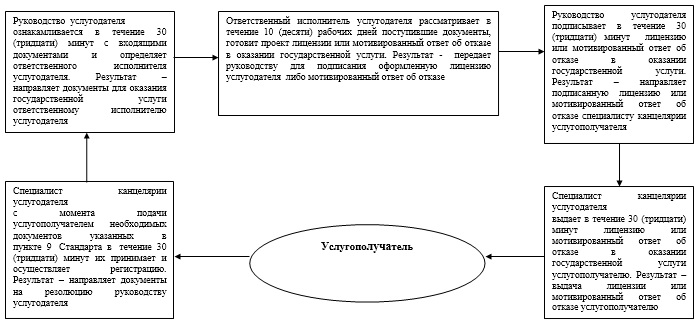 Руководство услугодателя
ознакамливается в течение 30
(тридцати) минут с входящими
документами и определяет
ответственного исполнителя
услугодателя. Результат –
направляет документы для оказания
государственной услуги
ответственному исполнителю
услугодателя
Ответственный исполнитель услугодателя рассматривает в
течение 10 (десяти) рабочих дней поступившие документы,
готовит проект лицензии или мотивированный ответ об отказе
в оказании государственной услуги. Результат - передает
руководству для подписания оформленную лицензию
услугодателя либо мотивированный ответ об отказе
Руководство услугодателя
подписывает в течение 30
(тридцати) минут лицензию
или мотивированный ответ об
отказе в оказании
государственной услуги.
Результат – направляет
подписанную лицензию или
мотивированный ответ об
отказе специалисту канцелярии
услугополучателя
Специалист канцелярии
услугодателя
с момента подачи
услугополучателем необходимых
документов указанных в
пункте 9 Стандарта в течение 30
(тридцати) минут их принимает и
осуществляет регистрацию.
Результат – направляет документы
на резолюцию руководству
услугодателя
Услугополучатель
Специалист канцелярии
услугодателя
выдает в течение 30 (тридцати)
минут лицензию или
мотивированный ответ об
отказе в оказании
государственной услуги
услугополучателю. Результат –
выдача лицензии или
мотивированный ответ об
отказе услугополучателю